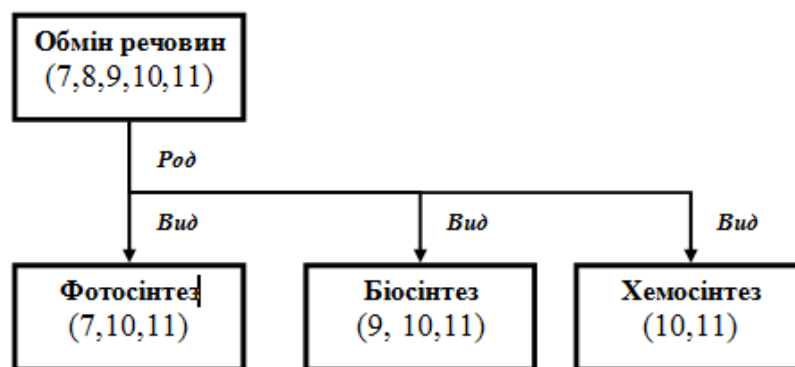 Обмін речовин
(7,8,9,10,11)
Род
Вид
Вид
Вид
Фотосінтез
(7,10,11)
Біосінтез
(9, 10,11)
Хемосінтез
(10,11)